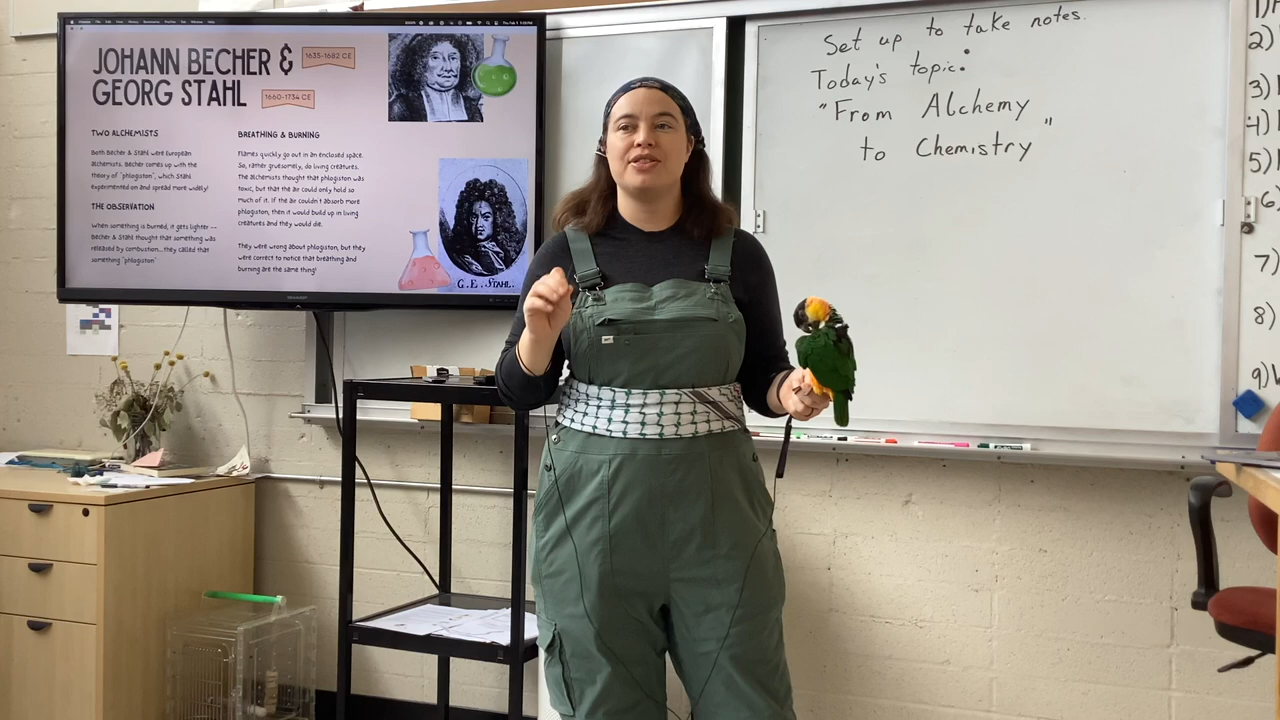 JOHANN BECHER &
GEORG STAHL
1635-1682 CE
1660-1734 CE
TWO ALCHEMISTS
Both Becher & Stahl were European
alchemists. Becher comes up with the
theory of "phlogiston", which Stahl
experimented on and spread more widely!
THE OBSERVATION
When something is burned, it gets lighter --
Becher & Stahl thought that something was
released by combustion...they called that
something "phlogiston"
BREATHING & BURNING
Flames quickly go out in an enclosed space.
So, rather gruesomely, do living creatures.
The alchemists thought that phlogiston was
toxic, but that the air could only hold so
much of it. If the air couldn't absorb more
phlogiston, then it would build up in living
creatures and they would die.
They were wrong about phlogiston, but they
were correct to notice that breathing and
burning are the same thing!
G. E. STAHL.
Set up to take notes.
Today's topic:
"From Alchemy
to Chemistry"
1)
2)
3)
4)
5)
6)
7)
8)
9)